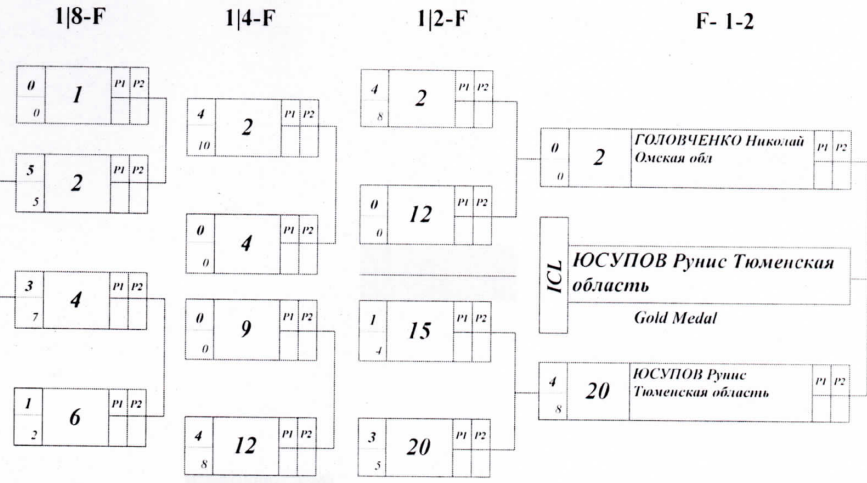 1|8-F
1|4-F
1|2-F
F- 1-2
0
0
1
P1 P2
5
5
2
P1 P2
3
7
4
P1 P2
1
2
6
P1 P2
4
10
2
P1 P2
0
0
4
P1 P2
0
0
9
P1 P2
4
8
12
P1 P2
4
8
2
P1 P2
0
0
12
P1 P2
1
4
15
P1 P2
3
5
20
P1 P2
0
0
2
ГОЛОВЧЕНКО Николай
Омская обл
P1 P2
ICL
ЮСУПОВ Рунис Тюменская
область
Gold Medal
4
8
20
ЮСУПОВ Рунис
Тюменская область
P1 P2